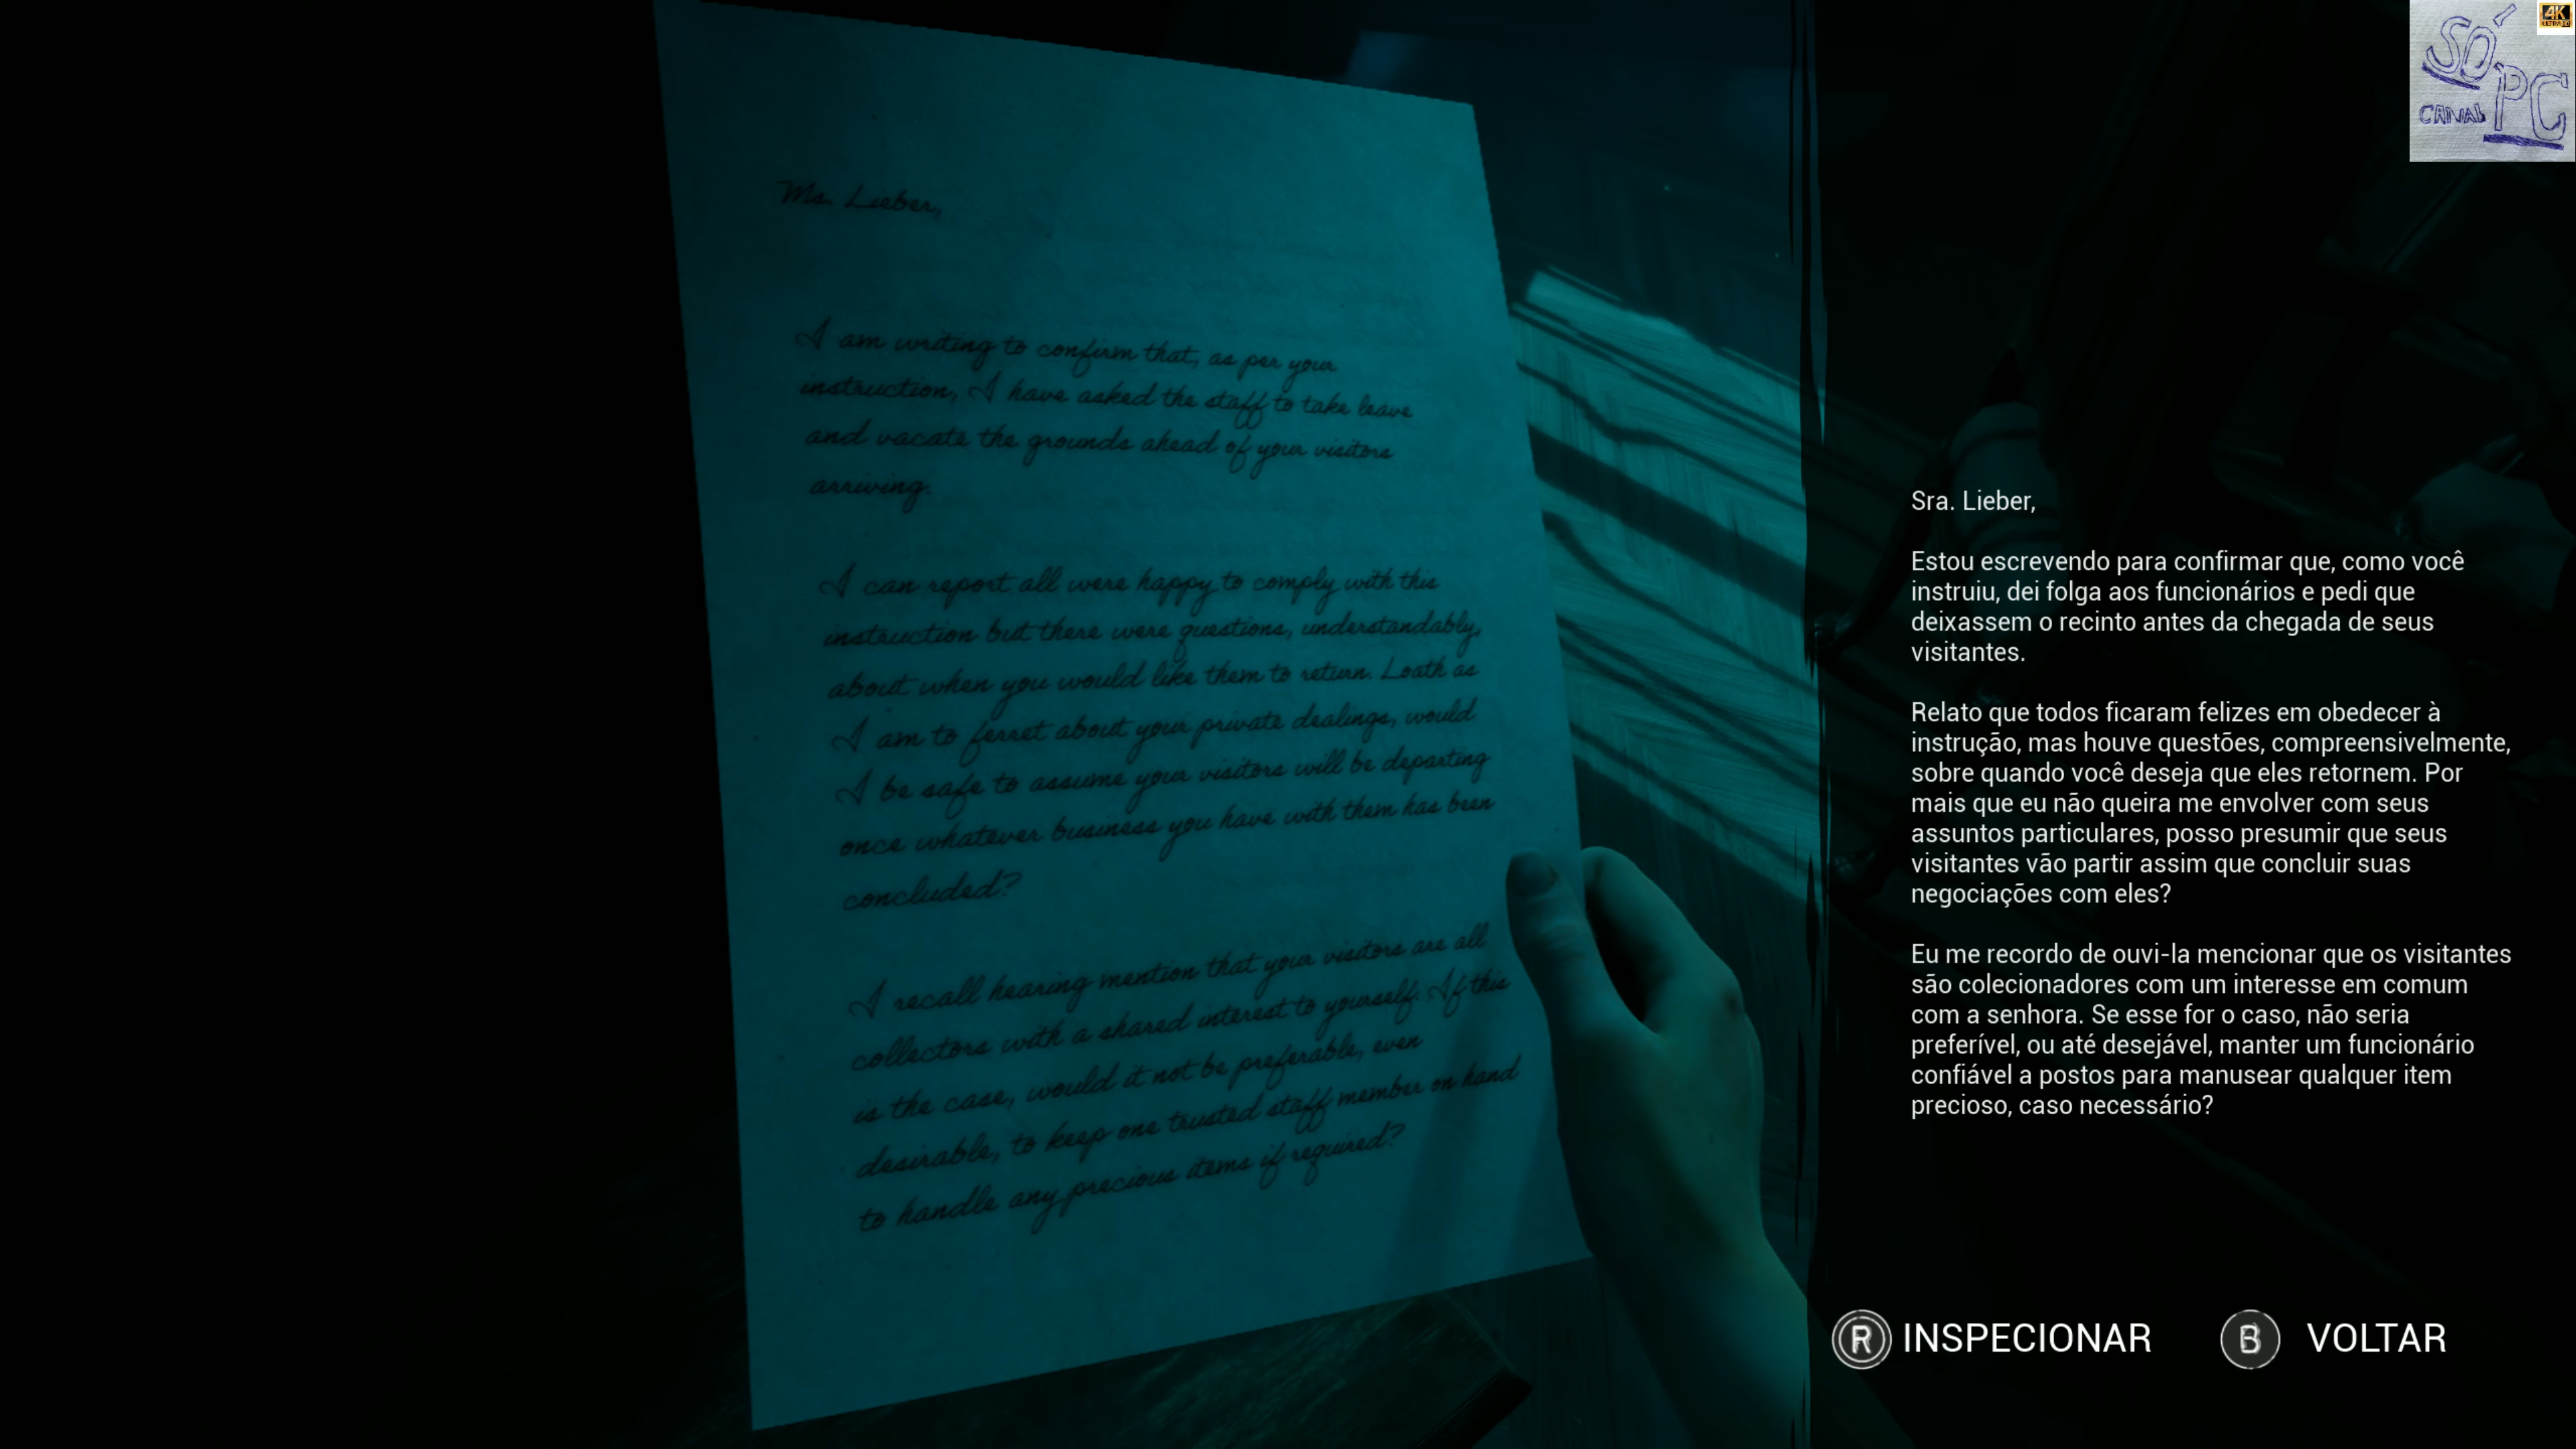 Ms. Lieber,
I am writing to confirm that, as per your
instruction, I have asked the staff to take leave
and vacate the grounds ahead of your visitors
arriving.
I can report all were happy to comply with this
instruction but there were questions, understandably,
about when you would like them to return. Loath as
I am to ferret about your private dealings, would
I be safe to assume your visitors will be departing
once whatever business you have with them has been
concluded?
I recall hearing mention that your visitors are all
collectors with a shared interest to yourself. If this
is the case, would it not be preferable, even
desirable, to keep one trusted staff member on hand
to handle any precious items if required?
SÓ
PC
CANAL
4K
ULTRA HD
Sra. Lieber,
Estou escrevendo para confirmar que, como você
instruiu, dei folga aos funcionários e pedi que
deixassem o recinto antes da chegada de seus
visitantes.
Relato que todos ficaram felizes em obedecer à
instrução, mas houve questões, compreensivelmente,
sobre quando você deseja que eles retornem. Por
mais que eu não queira me envolver com seus
assuntos particulares, posso presumir que seus
visitantes vão partir assim que concluir suas
negociações com eles?
Eu me recordo de ouvi-la mencionar que os visitantes
são colecionadores com um interesse em comum
com a senhora. Se esse for o caso, não seria
preferível, ou até desejável, manter um funcionário
confiável a postos para manusear qualquer item
precioso, caso necessário?
R INSPECIONAR B VOLTAR